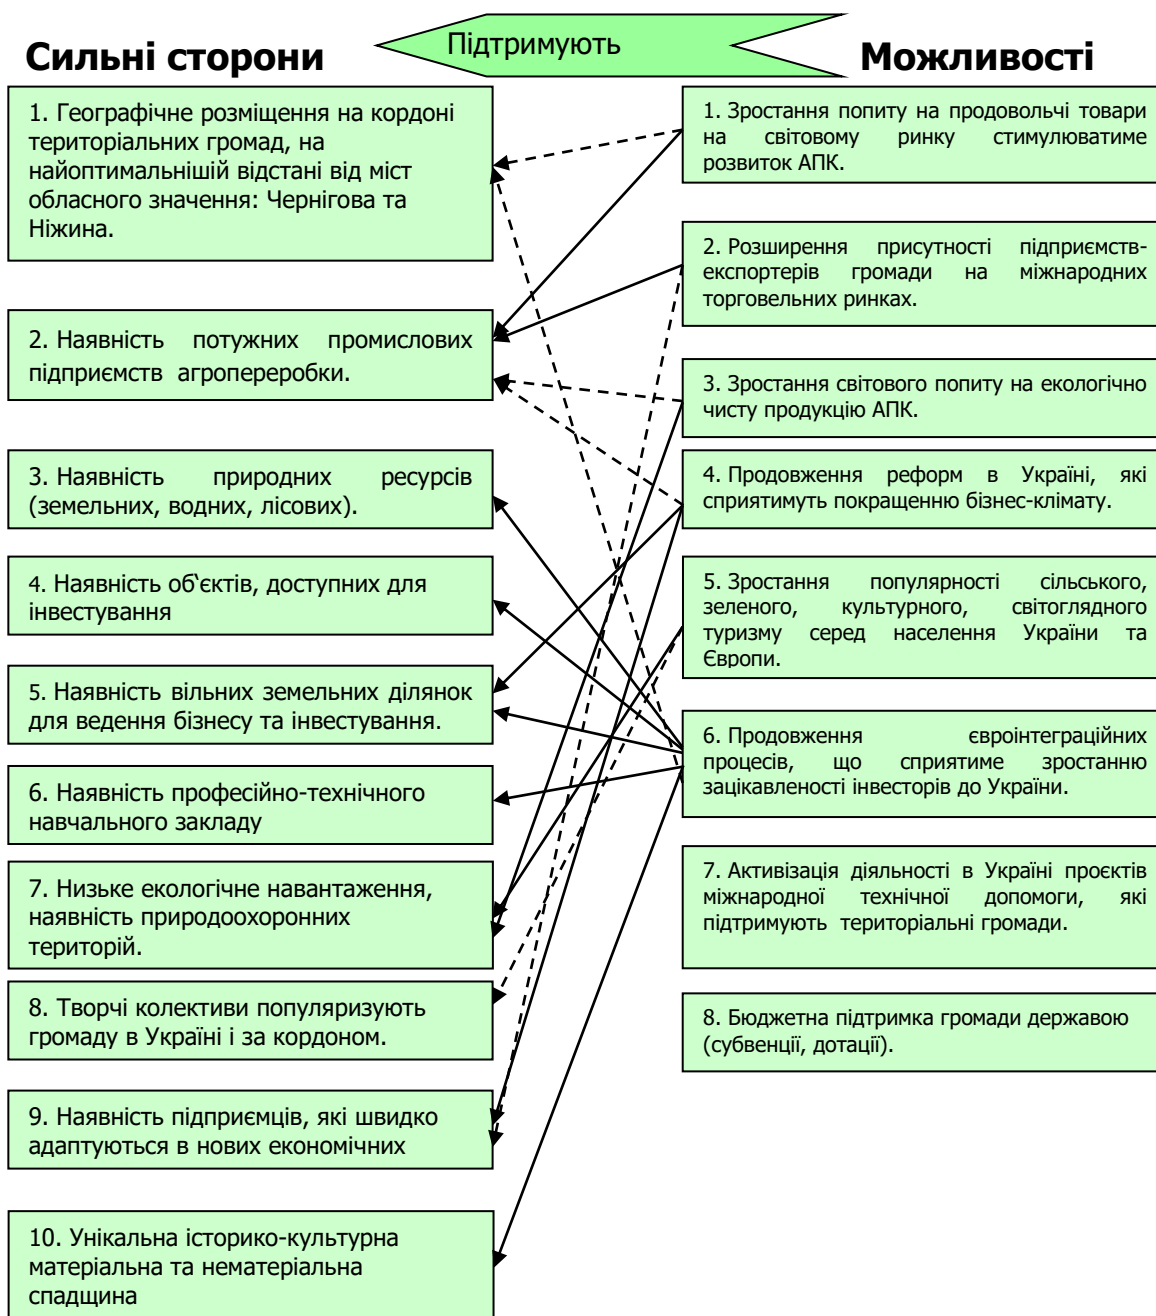 Сильні сторони
Підтримують
Можливості
1. Географічне розміщення на кордоні
територіальних громад, на
найоптимальнішій відстані від міст
обласного значення: Чернігова та
Ніжина.
2. Наявність потужних промислових
підприємств агропереробки.
3. Наявність природних ресурсів
(земельних, водних, лісових).
4. Наявність об‘єктів, доступних для
інвестування
5. Наявність вільних земельних ділянок
для ведення бізнесу та інвестування.
6. Наявність професійно-технічного
навчального закладу
7. Низьке екологічне навантаження,
наявність природоохоронних
територій.
8. Творчі колективи популяризують
громаду в Україні і за кордоном.
9. Наявність підприємців, які швидко
адаптуються в нових економічних
10. Унікальна історико-культурна
матеріальна та нематеріальна
спадщина
1. Зростання попиту на продовольчі товари
на світовому ринку стимулюватиме
розвиток АПК.
2. Розширення присутності підприємств-
експортерів громади на міжнародних
торговельних ринках.
3. Зростання світового попиту на екологічно
чисту продукцію АПК.
4. Продовження реформ в Україні, які
сприятимуть покращенню бізнес-клімату.
5. Зростання популярності сільського,
зеленого, культурного, світоглядного
туризму серед населення України та
Європи.
6. Продовження євроінтеграційних
процесів, що сприятиме зростанню
зацікавленості інвесторів до України.
7. Активізація діяльності в Україні проєктів
міжнародної технічної допомоги, які
підтримують територіальні громади.
8. Бюджетна підтримка громади державою
(субвенції, дотації).